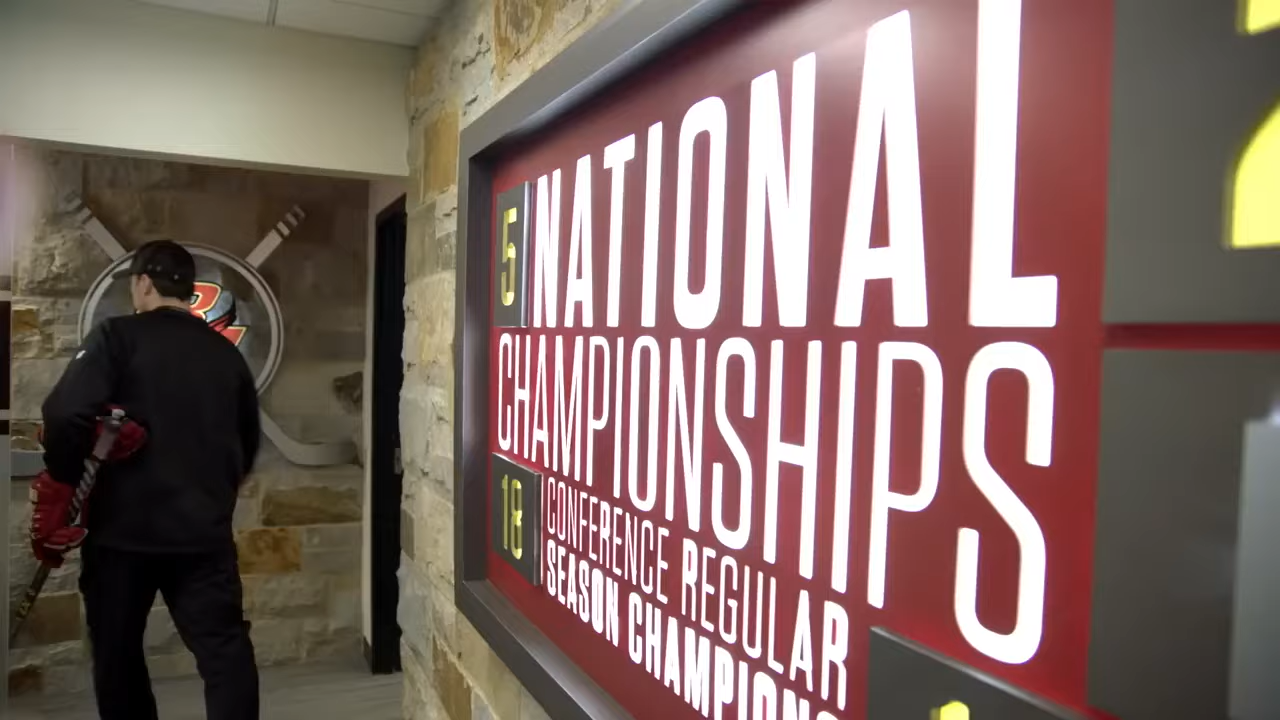 5 NATIONAL
CHAMPIONSHIPS
18 CONFERENCE REGULAR
SEASON CHAMPIONS